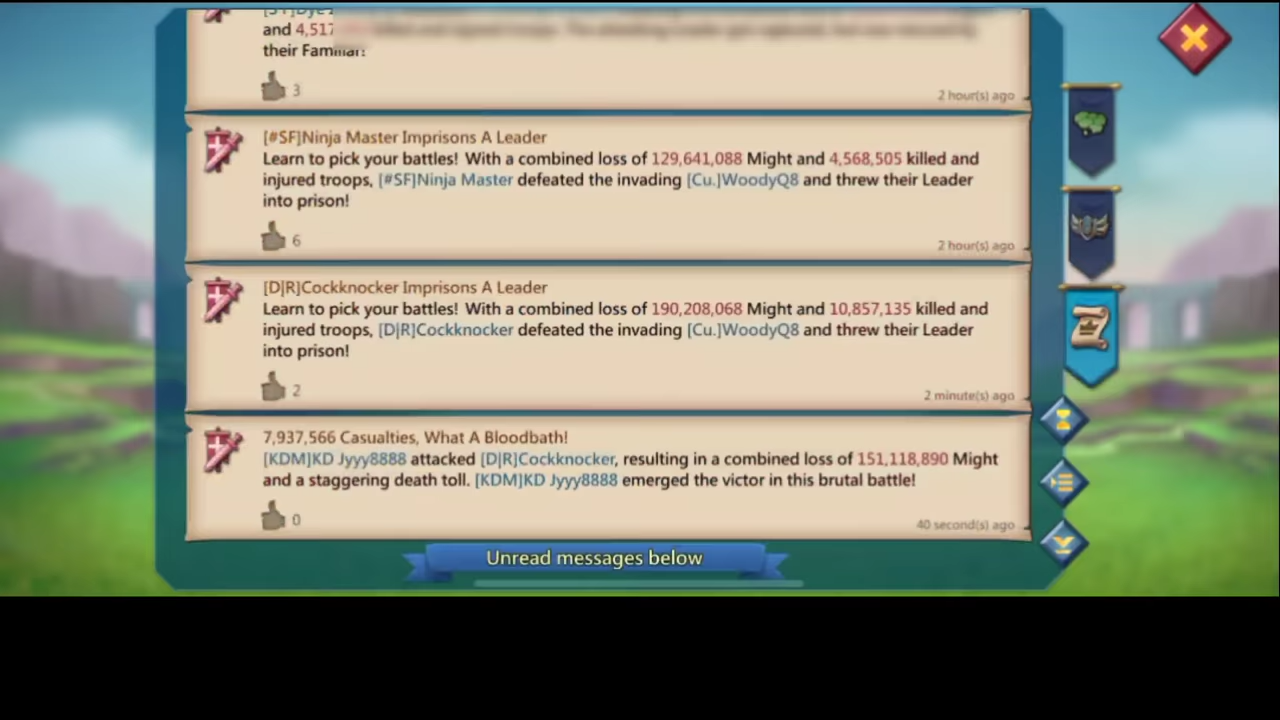 and 4,517
their Familiar!
3
2 hour(s) ago
[#SF]Ninja Master Imprisons A Leader
Learn to pick your battles! With a combined loss of 129,641,088 Might and 4,568,505 killed and
injured troops, [#SF]Ninja Master defeated the invading [Cu.]WoodyQ8 and threw their Leader
into prison!
6
2 hour(s) ago
[D|R]Cockknocker Imprisons A Leader
Learn to pick your battles! With a combined loss of 190,208,068 Might and 10,857,135 killed and
injured troops, [D|R]Cockknocker defeated the invading [Cu.]WoodyQ8 and threw their Leader
into prison!
2
2 minute(s) ago
7,937,566 Casualties, What A Bloodbath!
[KDM]KD Jyyy8888 attacked [D|R]Cockknocker, resulting in a combined loss of 151,118,890 Might
and a staggering death toll. [KDM]KD Jyyy8888 emerged the victor in this brutal battle!
0
40 second(s) ago
Unread messages below